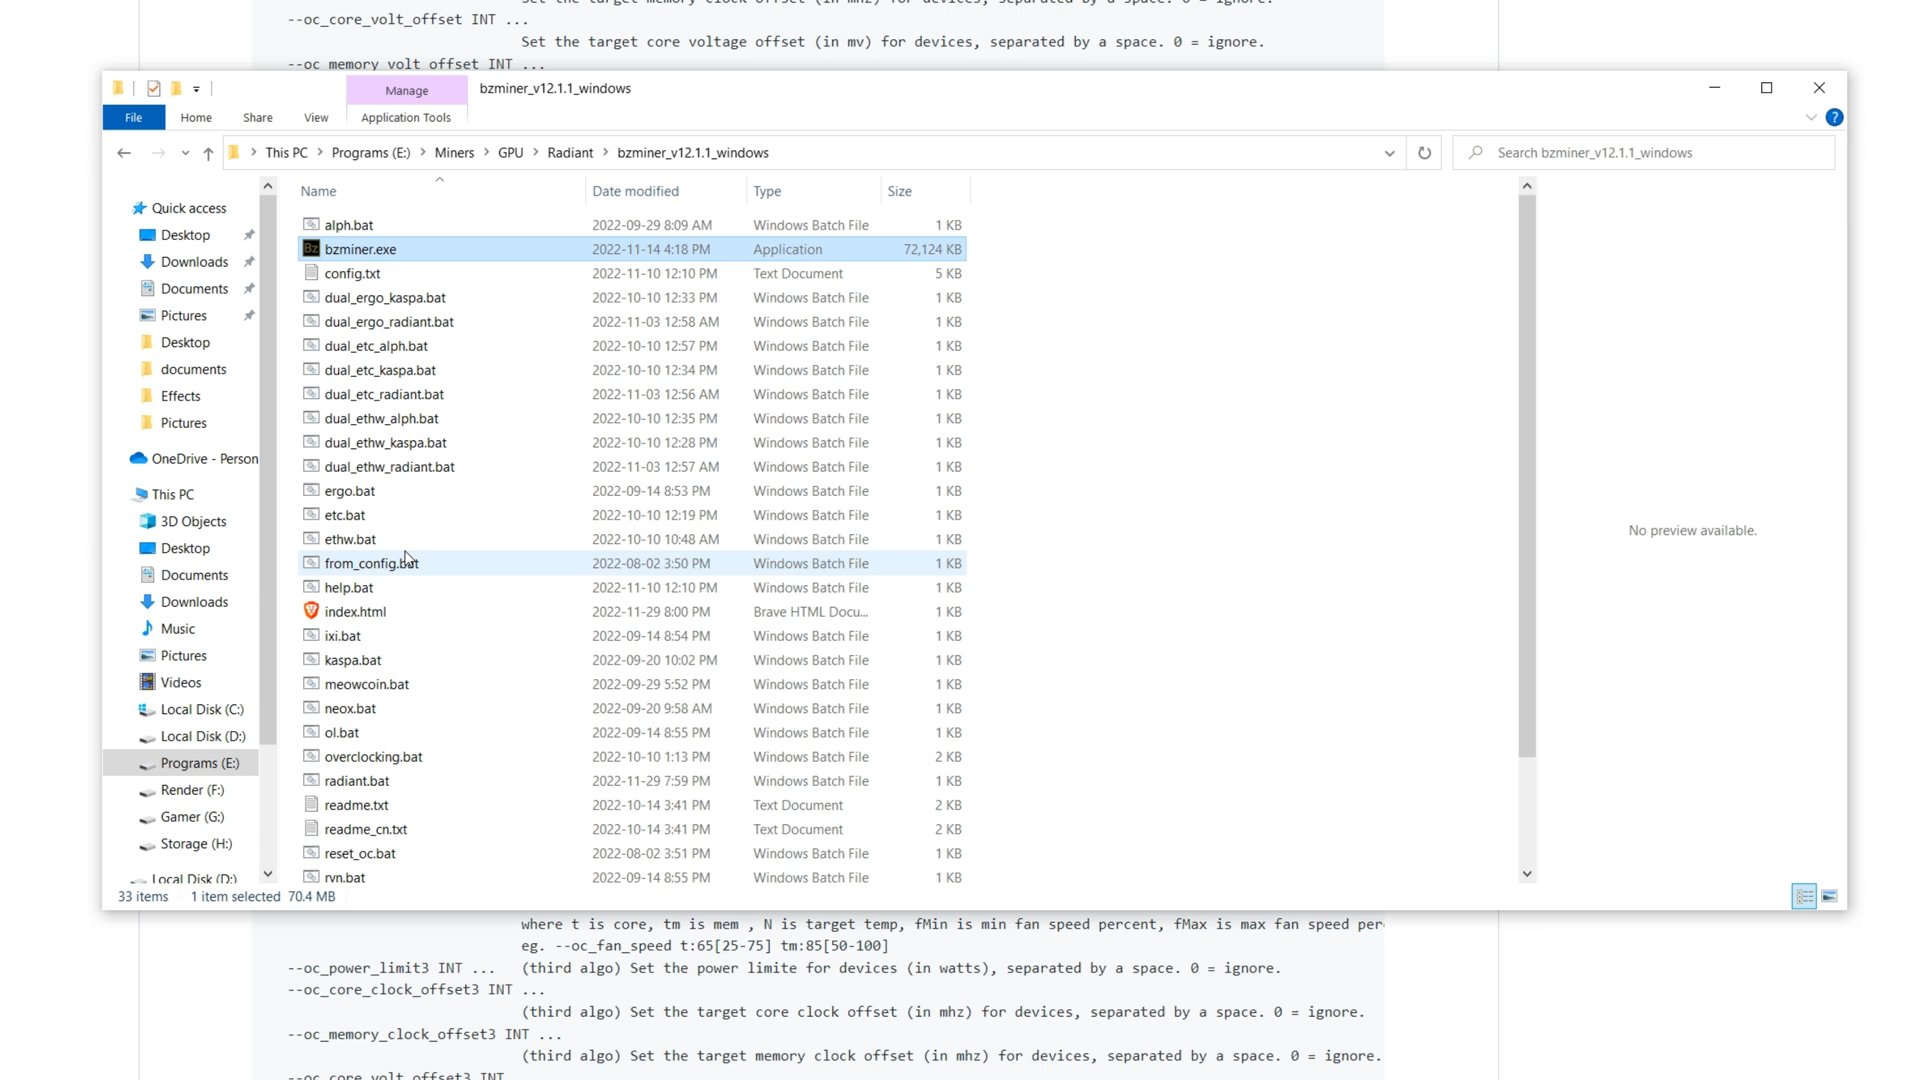 --oc_core_volt_offset INT ...
Set the target core voltage offset (in mv) for devices, separated by a space. 0 = ignore.
--oc_memory_volt_offset INT ...
Manage
bzminer_v12.1.1_windows
File
Home
Share
View
Application Tools
This PC > Programs (E:) > Miners > GPU > Radiant > bzminer_v12.1.1_windows
Search bzminer_v12.1.1_windows
Name
Date modified
Type
Size
Quick access
Desktop
Downloads
Documents
Pictures
Desktop
documents
Effects
Pictures
OneDrive - Person
This PC
3D Objects
Desktop
Documents
Downloads
Music
Pictures
Videos
Local Disk (C:)
Local Disk (D:)
Programs (E:)
Render (F:)
Gamer (G:)
Storage (H:)
Local Disk (D:)
alph.bat 2022-09-29 8:09 AM Windows Batch File 1 KB
Bz bzminer.exe 2022-11-14 4:18 PM Application 72,124 KB
config.txt 2022-11-10 12:10 PM Text Document 5 KB
dual_ergo_kaspa.bat 2022-10-10 12:33 PM Windows Batch File 1 KB
dual_ergo_radiant.bat 2022-11-03 12:58 AM Windows Batch File 1 KB
dual_etc_alph.bat 2022-10-10 12:57 PM Windows Batch File 1 KB
dual_etc_kaspa.bat 2022-10-10 12:34 PM Windows Batch File 1 KB
dual_etc_radiant.bat 2022-11-03 12:56 AM Windows Batch File 1 KB
dual_ethw_alph.bat 2022-10-10 12:35 PM Windows Batch File 1 KB
dual_ethw_kaspa.bat 2022-10-10 12:28 PM Windows Batch File 1 KB
dual_ethw_radiant.bat 2022-11-03 12:57 AM Windows Batch File 1 KB
ergo.bat 2022-09-14 8:53 PM Windows Batch File 1 KB
etc.bat 2022-10-10 12:19 PM Windows Batch File 1 KB
ethw.bat 2022-10-10 10:48 AM Windows Batch File 1 KB
from_config.bat 2022-08-02 3:50 PM Windows Batch File 1 KB
help.bat 2022-11-10 12:10 PM Windows Batch File 1 KB
index.html 2022-11-29 8:00 PM Brave HTML Docu... 1 KB
ixi.bat 2022-09-14 8:54 PM Windows Batch File 1 KB
kaspa.bat 2022-09-20 10:02 PM Windows Batch File 1 KB
meowcoin.bat 2022-09-29 5:52 PM Windows Batch File 1 KB
neox.bat 2022-09-20 9:58 AM Windows Batch File 1 KB
ol.bat 2022-09-14 8:55 PM Windows Batch File 1 KB
overclocking.bat 2022-10-10 1:13 PM Windows Batch File 2 KB
radiant.bat 2022-11-29 7:59 PM Windows Batch File 1 KB
readme.txt 2022-10-14 3:41 PM Text Document 2 KB
readme_cn.txt 2022-10-14 3:41 PM Text Document 2 KB
reset_oc.bat 2022-08-02 3:51 PM Windows Batch File 1 KB
rvn.bat 2022-09-14 8:55 PM Windows Batch File 1 KB
No preview available.
33 items 1 item selected 70.4 MB
where t is core, tm is mem , N is target temp, fMin is min fan speed percent, fMax is max fan speed per
eg. --oc_fan_speed t:65[25-75] tm:85[50-100]
--oc_power_limit3 INT ... (third algo) Set the power limite for devices (in watts), separated by a space. 0 = ignore.
--oc_core_clock_offset3 INT ...
(third algo) Set the target core clock offset (in mhz) for devices, separated by a space. 0 = ignore.
--oc_memory_clock_offset3 INT ...
(third algo) Set the target memory clock offset (in mhz) for devices, separated by a space. 0 = ignore.
--oc_core_volt_offset3 INT